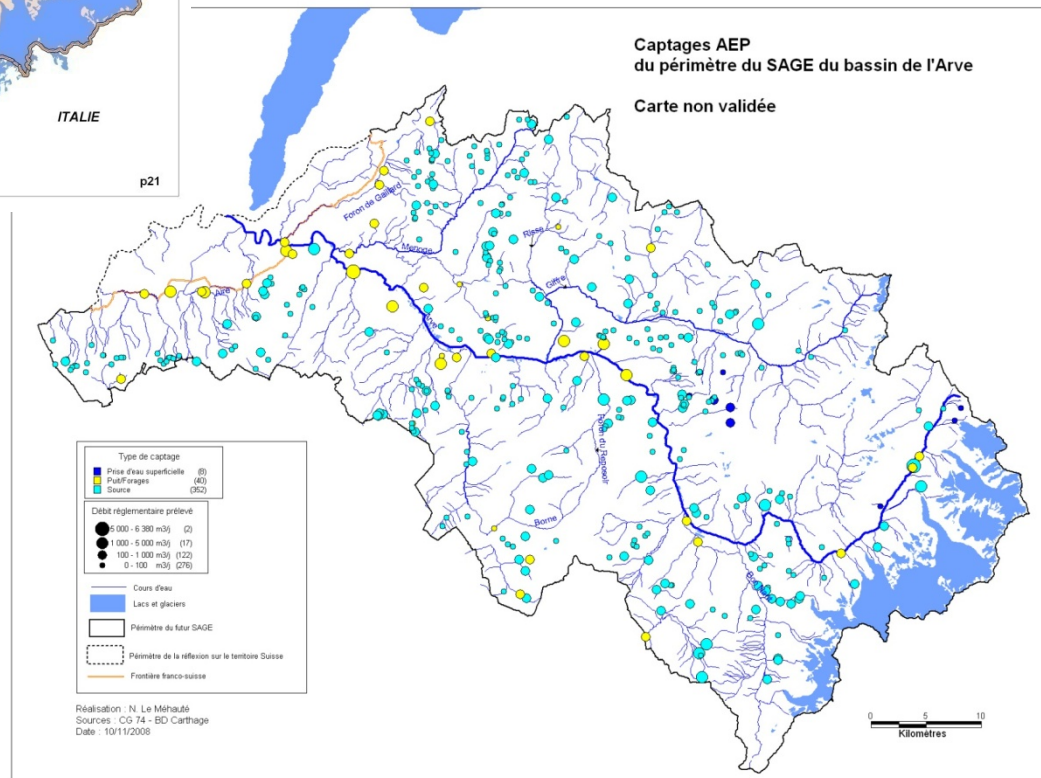 ITALIE
p21
Captages AEP
du périmètre du SAGE du bassin de l'Arve
Carte non validée
Foron de Gaillard
Menoge
Risse
Giffre
Aire
Arve
Foron du Reposoir
Borne
Bon Nant
Type de captage
Prise d'eau superficielle (8)
Puit/Forages (40)
Source (352)
Débit réglementaire prélevé
5 000 - 6 380 m3/j (2)
1 000 - 5 000 m3/j (17)
100 - 1 000 m3/j (122)
0 - 100 m3/j (276)
Cours d'eau
Lacs et glaciers
Périmètre du futur SAGE
Périmètre de la réflexion sur le territoire Suisse
Frontière franco-suisse
Réalisation : N. Le Méhauté
Sources : CG 74 - BD Carthage
Date : 10/11/2008
0 5 10
Kilomètres